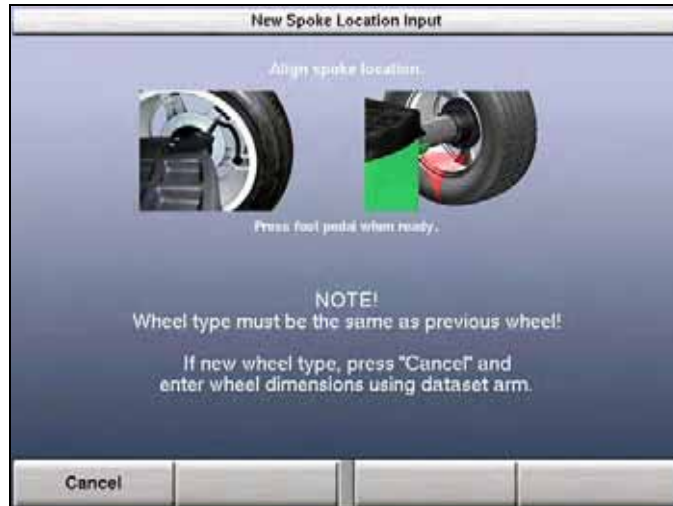 New Spoke Location Input
Align spoke location.
Press foot pedal when ready.
NOTE!
Wheel type must be the same as previous wheel!
If new wheel type, press "Cancel" and
enter wheel dimensions using dataset arm.
Cancel